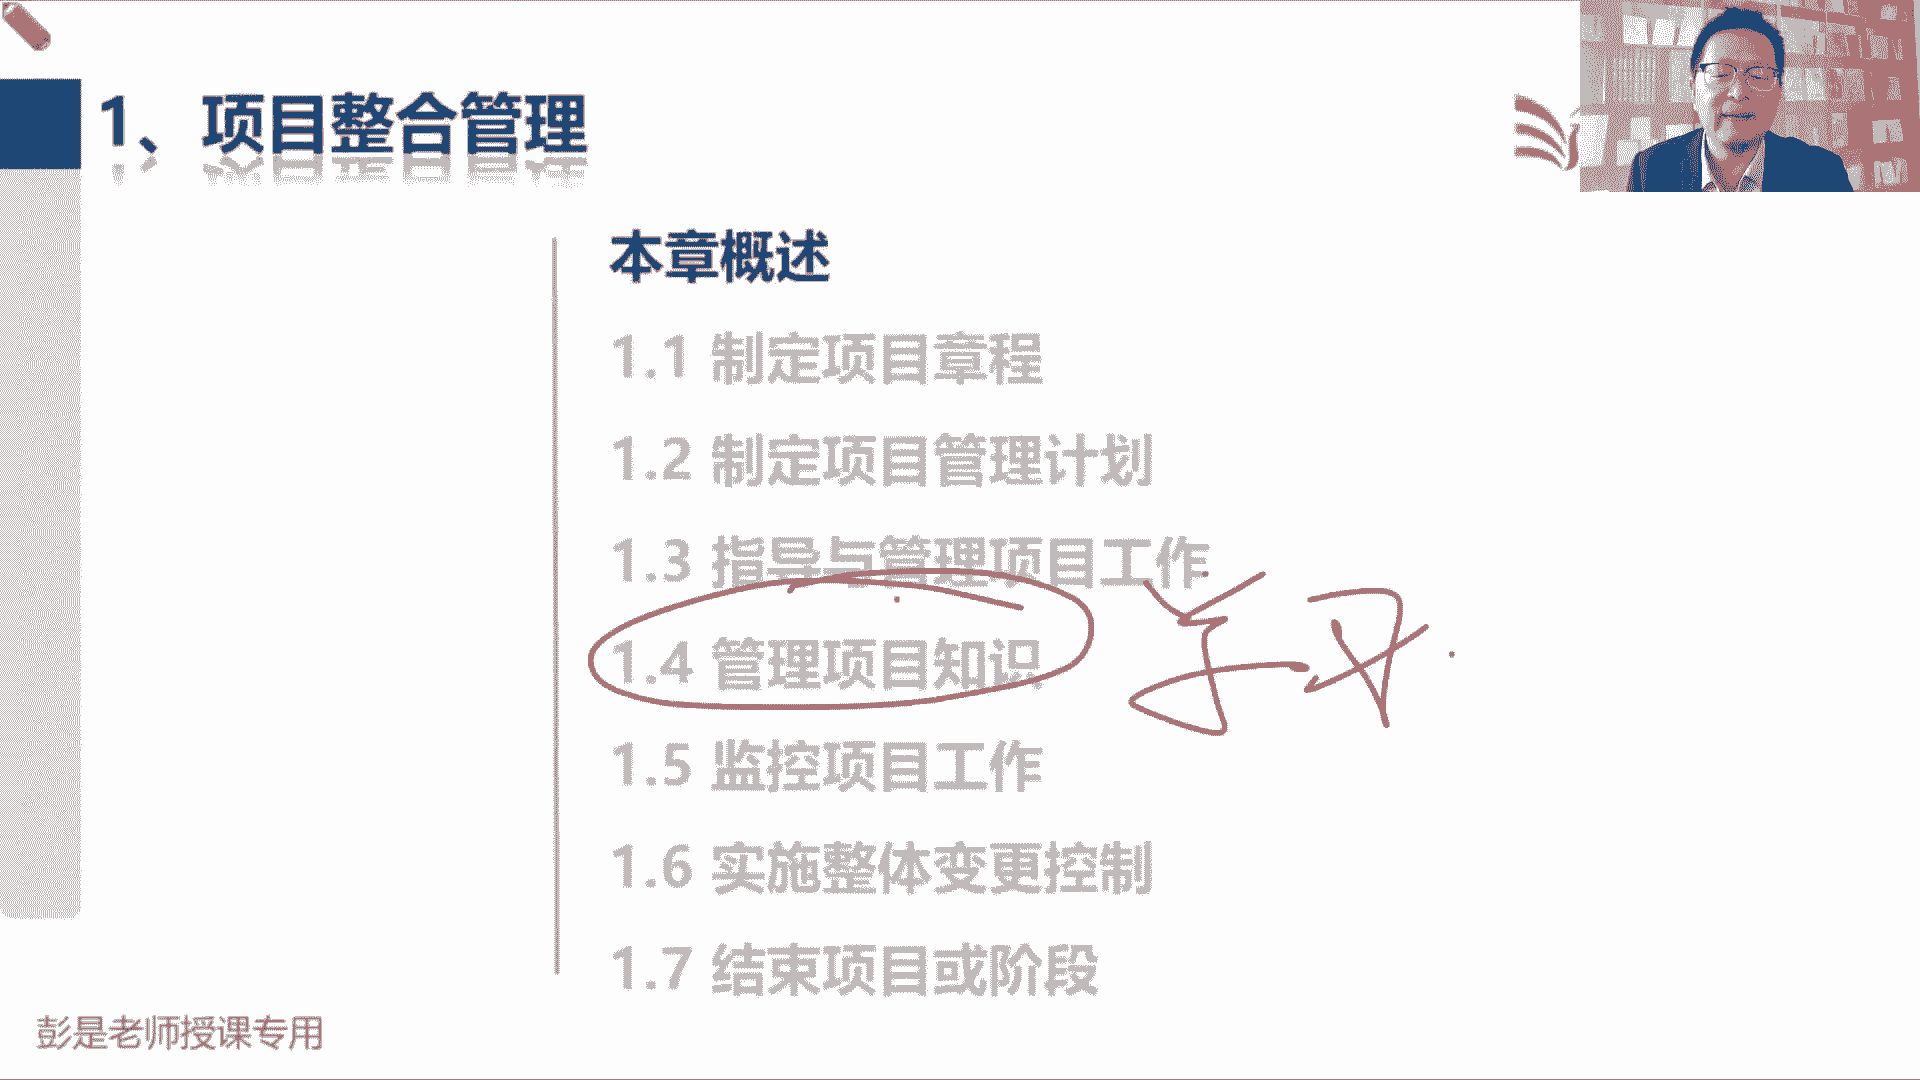 1、项目整合管理
本章概述
1.1 制定项目章程
1.2 制定项目管理计划
1.3 指导与管理项目工作
1.4 管理项目知识
1.5 监控项目工作
1.6 实施整体变更控制
1.7 结束项目或阶段
彭是老师授课专用